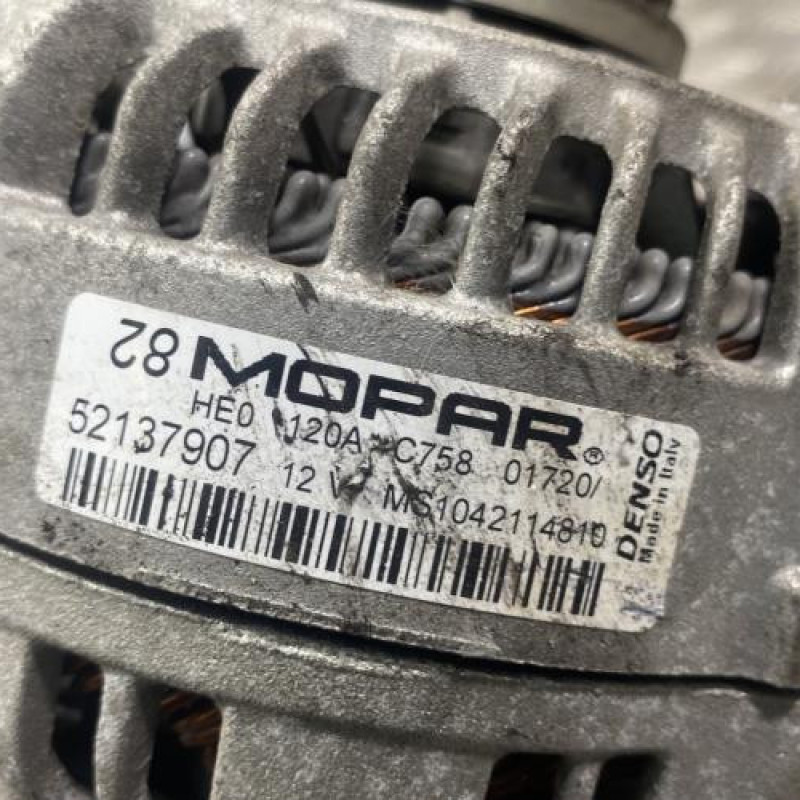 82 MOPAR®
HE0 120A C758 01720/
52137907 12 V MS1042114810
DENSO
Made in Italy